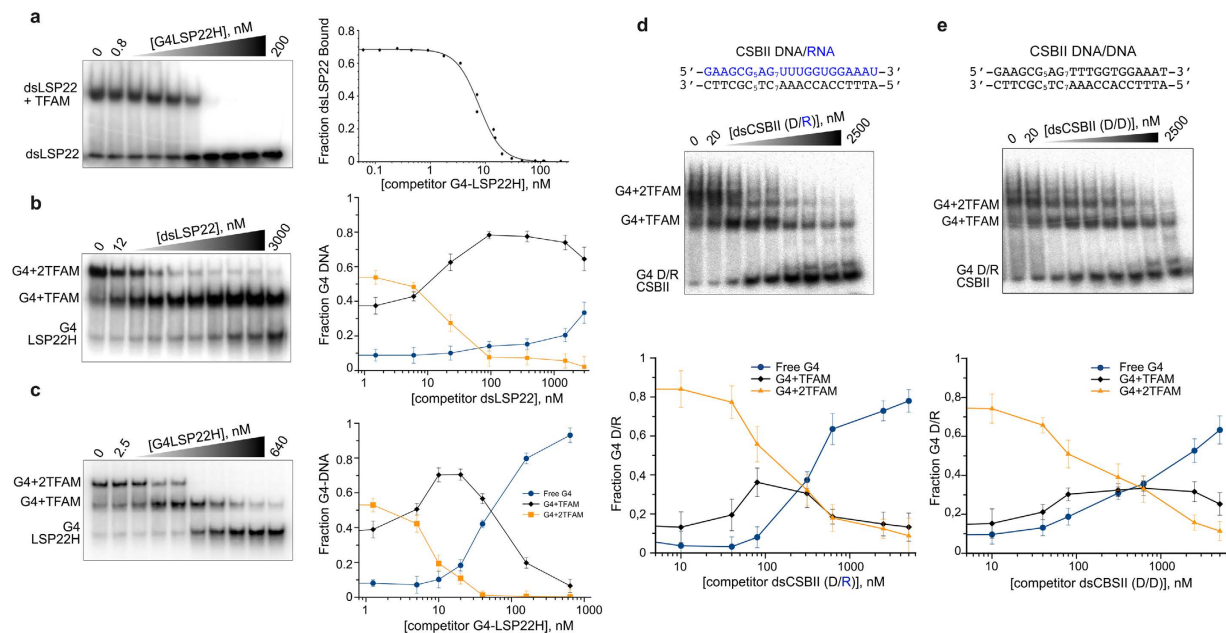 a
[G4LSP22H], nM
0
0.8
200
dsLSP22
+ TFAM
dsLSP22
Fraction dsLSP22 Bound
0.8
0.6
0.4
0.2
0
0.1
1
10
100
[competitor G4-LSP22H], nM
b
[dsLSP22], nM
0
12
3000
G4+2TFAM
G4+TFAM
G4
LSP22H
Fraction G4 DNA
1
0.8
0.6
0.4
0.2
0
1
10
100
1000
[competitor dsLSP22], nM
c
[G4LSP22H], nM
0
2.5
640
G4+2TFAM
G4+TFAM
G4
LSP22H
Fraction G4-DNA
1
0.8
0.6
0.4
0.2
0
Free G4
G4+TFAM
G4+2TFAM
1
10
100
1000
[competitor G4-LSP22H], nM
d
CSBII DNA/RNA
5′-GAAGCG₅AG₇UUUGGUGGAAAU-3′
3′-CTTCGC₅TC₇AAACCACCTTTA-5′
[dsCSBII (D/R)], nM
0
20
2500
G4+2TFAM
G4+TFAM
G4 D/R
CSBII
Fraction G4 D/R
1
0,8
0,6
0,4
0,2
0
Free G4
G4+TFAM
G4+2TFAM
10
100
1000
[competitor dsCSBII (D/R)], nM
e
CSBII DNA/DNA
5′-GAAGCG₅AG₇TTTGGTGGAAAT-3′
3′-CTTCGC₅TC₇AAACCACCTTTA-5′
[dsCSBII (D/D)], nM
0
20
2500
G4+2TFAM
G4+TFAM
G4 D/R
CSBII
Fraction G4 D/R
1
0,8
0,6
0,4
0,2
0
Free G4
G4+TFAM
G4+2TFAM
10
100
1000
[competitor dsCBSII (D/D)], nM